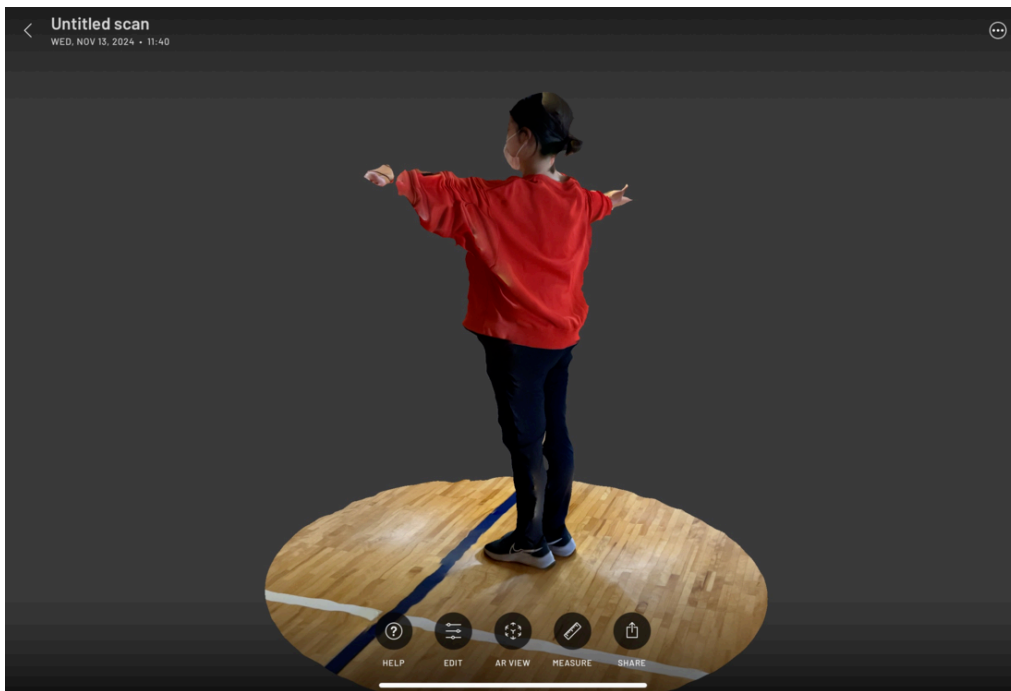 Untitled scan
WED, NOV 13, 2024 • 11:40
HELP EDIT AR VIEW MEASURE SHARE